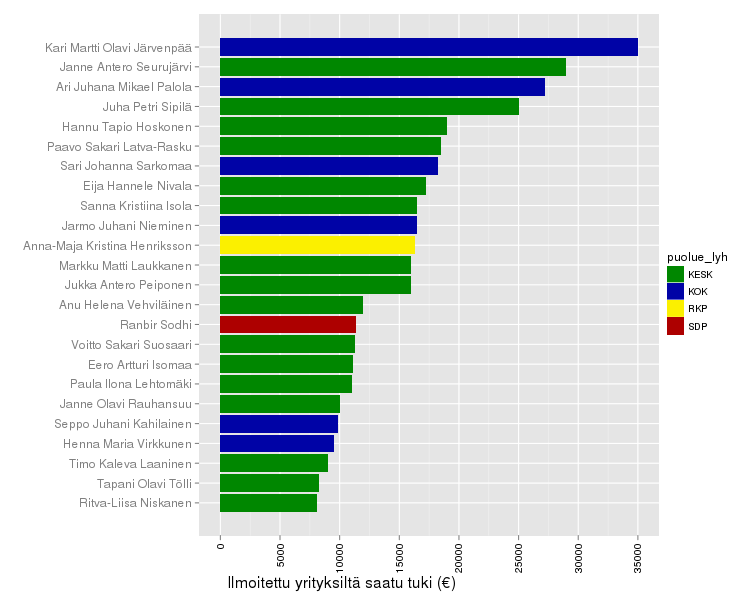 Kari Martti Olavi Järvenpää
Janne Antero Seurujärvi
Ari Juhana Mikael Palola
Juha Petri Sipilä
Hannu Tapio Hoskonen
Paavo Sakari Latva-Rasku
Sari Johanna Sarkomaa
Eija Hannele Nivala
Sanna Kristiina Isola
Jarmo Juhani Nieminen
Anna-Maja Kristina Henriksson
Markku Matti Laukkanen
Jukka Antero Peiponen
Anu Helena Vehviläinen
Ranbir Sodhi
Voitto Sakari Suosaari
Eero Artturi Isomaa
Paula Ilona Lehtomäki
Janne Olavi Rauhansuu
Seppo Juhani Kahilainen
Henna Maria Virkkunen
Timo Kaleva Laaninen
Tapani Olavi Tölli
Ritva-Liisa Niskanen
0
5000
10000
15000
20000
25000
30000
35000
Ilmoitettu yrityksiltä saatu tuki (€)
puolue_lyh
KESK
KOK
RKP
SDP